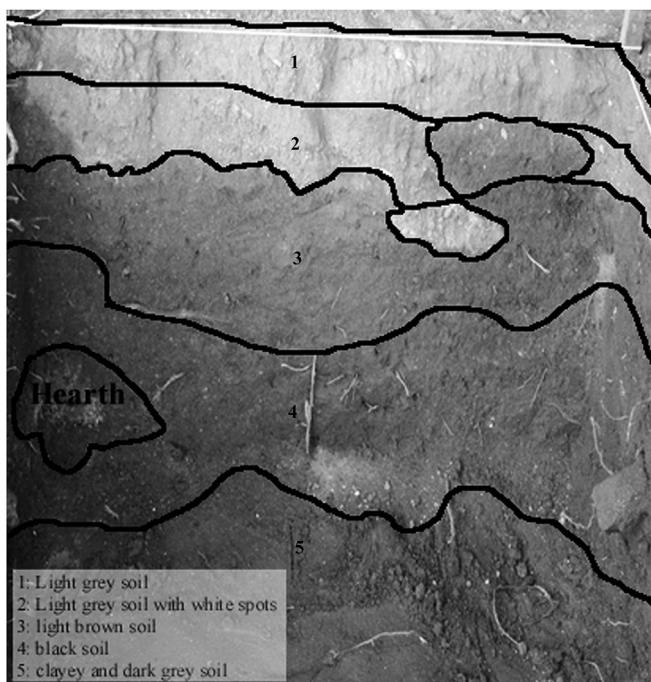 1
2
3
Hearth
4
5
1: Light grey soil
2: Light grey soil with white spots
3: light brown soil
4: black soil
5: clayey and dark grey soil